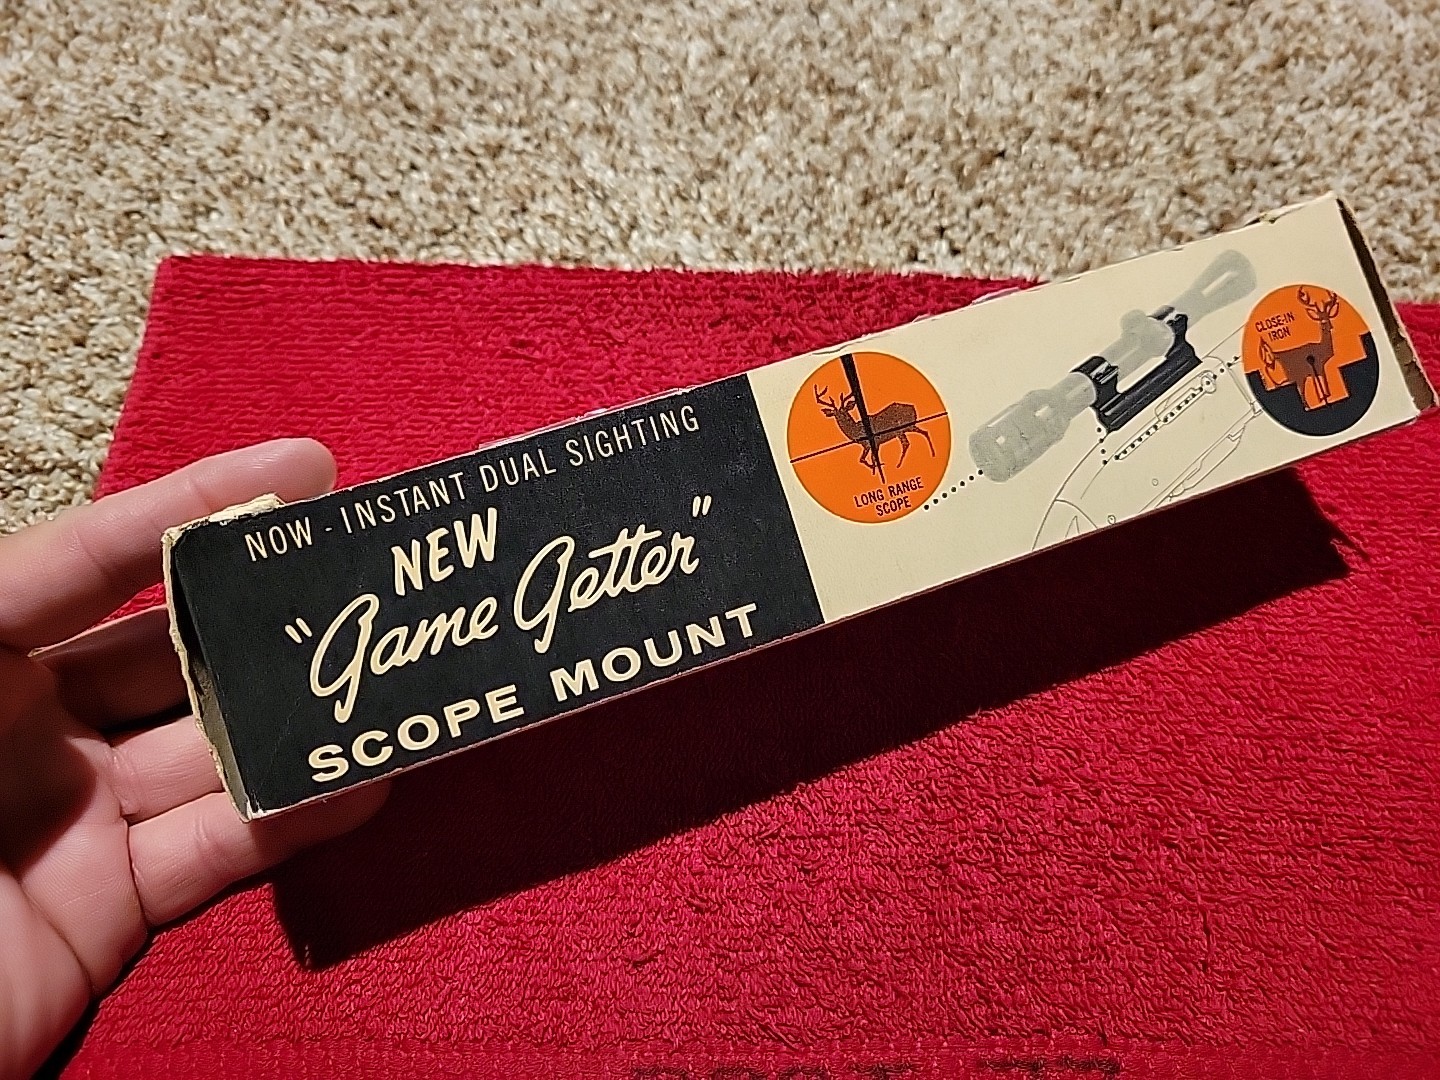 NOW - INSTANT DUAL SIGHTING
NEW
"Game Getter"
SCOPE MOUNT
LONG RANGE
SCOPE
CLOSE-IN
IRON